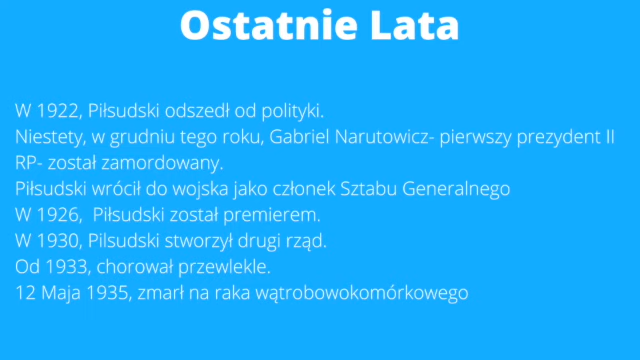 Ostatnie Lata
W 1922, Piłsudski odszedł od polityki.
Niestety, w grudniu tego roku, Gabriel Narutowicz- pierwszy prezydent II
RP- został zamordowany.
Piłsudski wrócił do wojska jako członek Sztabu Generalnego
W 1926,  Piłsudski został premierem.
W 1930, Pilsudski stworzył drugi rząd.
Od 1933, chorował przewlekle.
12 Maja 1935, zmarł na raka wątrobowokomórkowego